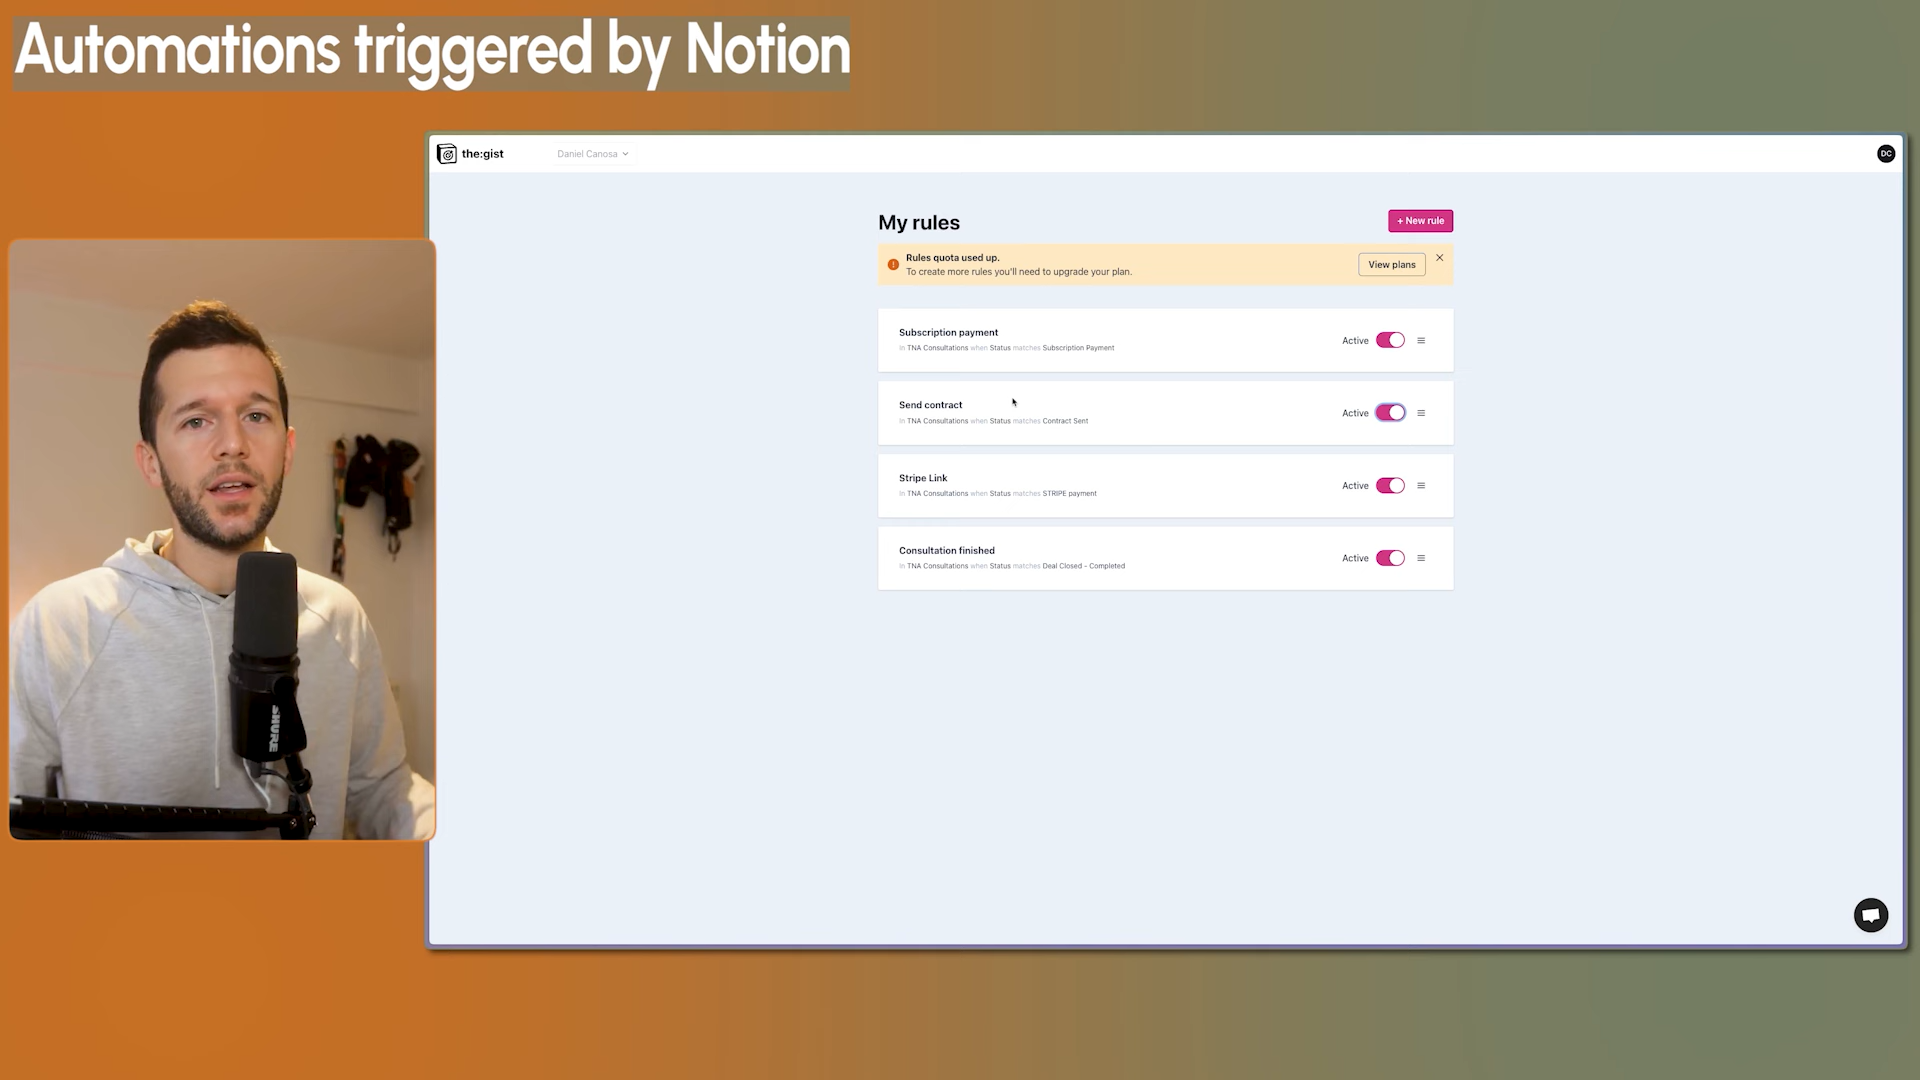 Automations triggered by Notion
the:gist
Daniel Canosa
DC
My rules
+ New rule
Rules quota used up.
To create more rules you'll need to upgrade your plan.
View plans
Subscription payment
In TNA Consultations when Status matches Subscription Payment
Active
Send contract
In TNA Consultations when Status matches Contract Sent
Active
Stripe Link
In TNA Consultations when Status matches STRIPE payment
Active
Consultation finished
In TNA Consultations when Status matches Deal Closed - Completed
Active
SHURE